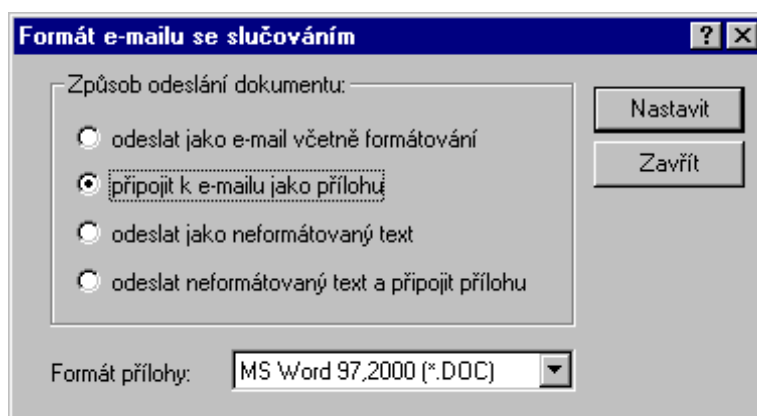 Formát e-mailu se slučováním
Způsob odeslání dokumentu:
odeslat jako e-mail včetně formátování
připojit k e-mailu jako přílohu
odeslat jako neformátovaný text
odeslat neformátovaný text a připojit přílohu
Nastavit
Zavřít
Formát přílohy: MS Word 97,2000 (*.DOC)